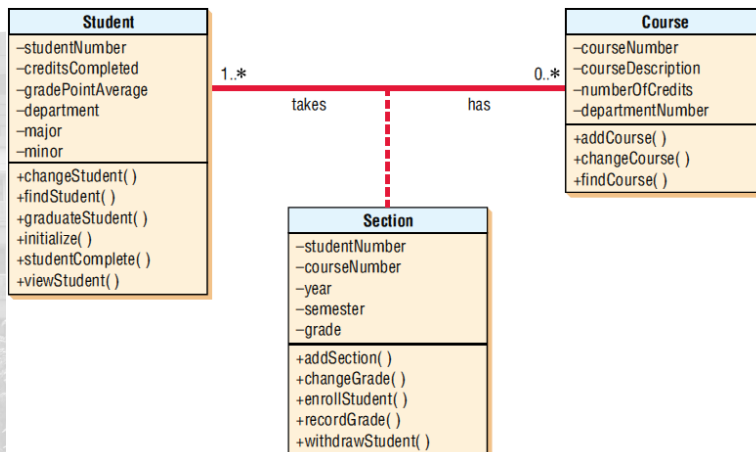 Student
–studentNumber
–creditsCompleted
–gradePointAverage
–department
–major
–minor
+changeStudent( )
+findStudent( )
+graduateStudent( )
+initialize( )
+studentComplete( )
+viewStudent( )
1..*
takes
0..*
has
Course
–courseNumber
–courseDescription
–numberOfCredits
–departmentNumber
+addCourse( )
+changeCourse( )
+findCourse( )
Section
–studentNumber
–courseNumber
–year
–semester
–grade
+addSection( )
+changeGrade( )
+enrollStudent( )
+recordGrade( )
+withdrawStudent( )